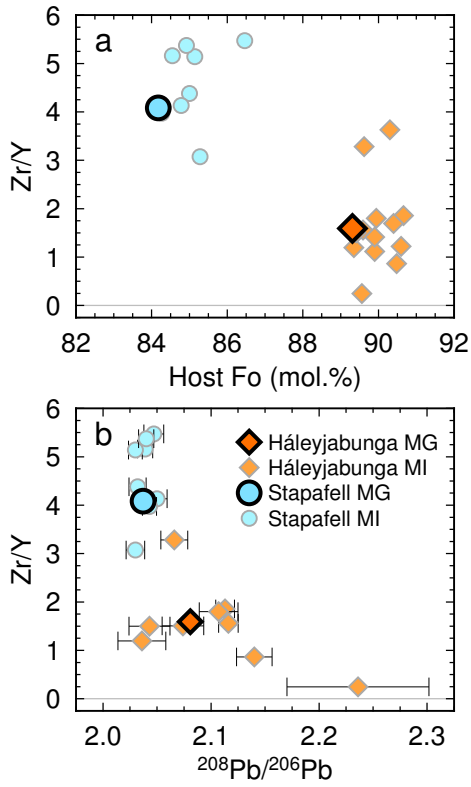 6
a
5
4
Zr/Y
3
2
1
0
82 84 86 88 90 92
Host Fo (mol.%)
6
b
Háleyjabunga MG
5
Háleyjabunga MI
Stapafell MG
4
Stapafell MI
Zr/Y
3
2
1
0
2.0 2.1 2.2 2.3
²⁰⁸Pb/²⁰⁶Pb